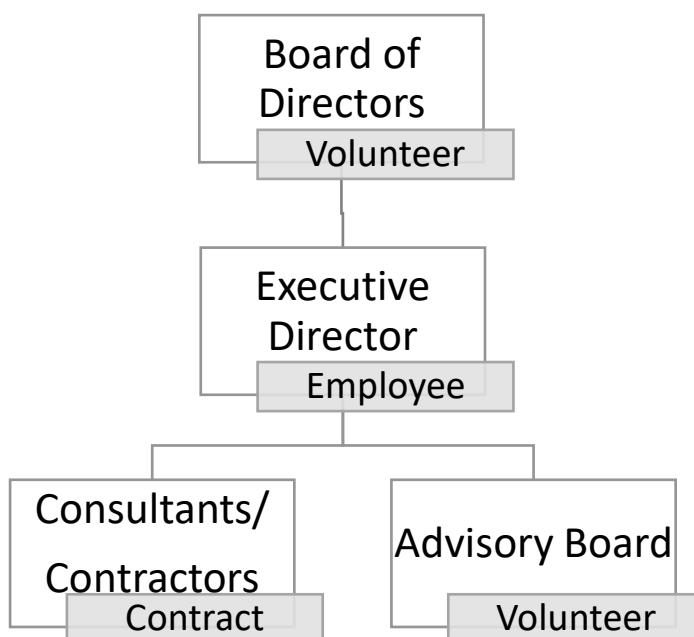 Board of
Directors
Volunteer
Executive
Director
Employee
Consultants/
Contractors
Contract
Advisory Board
Volunteer